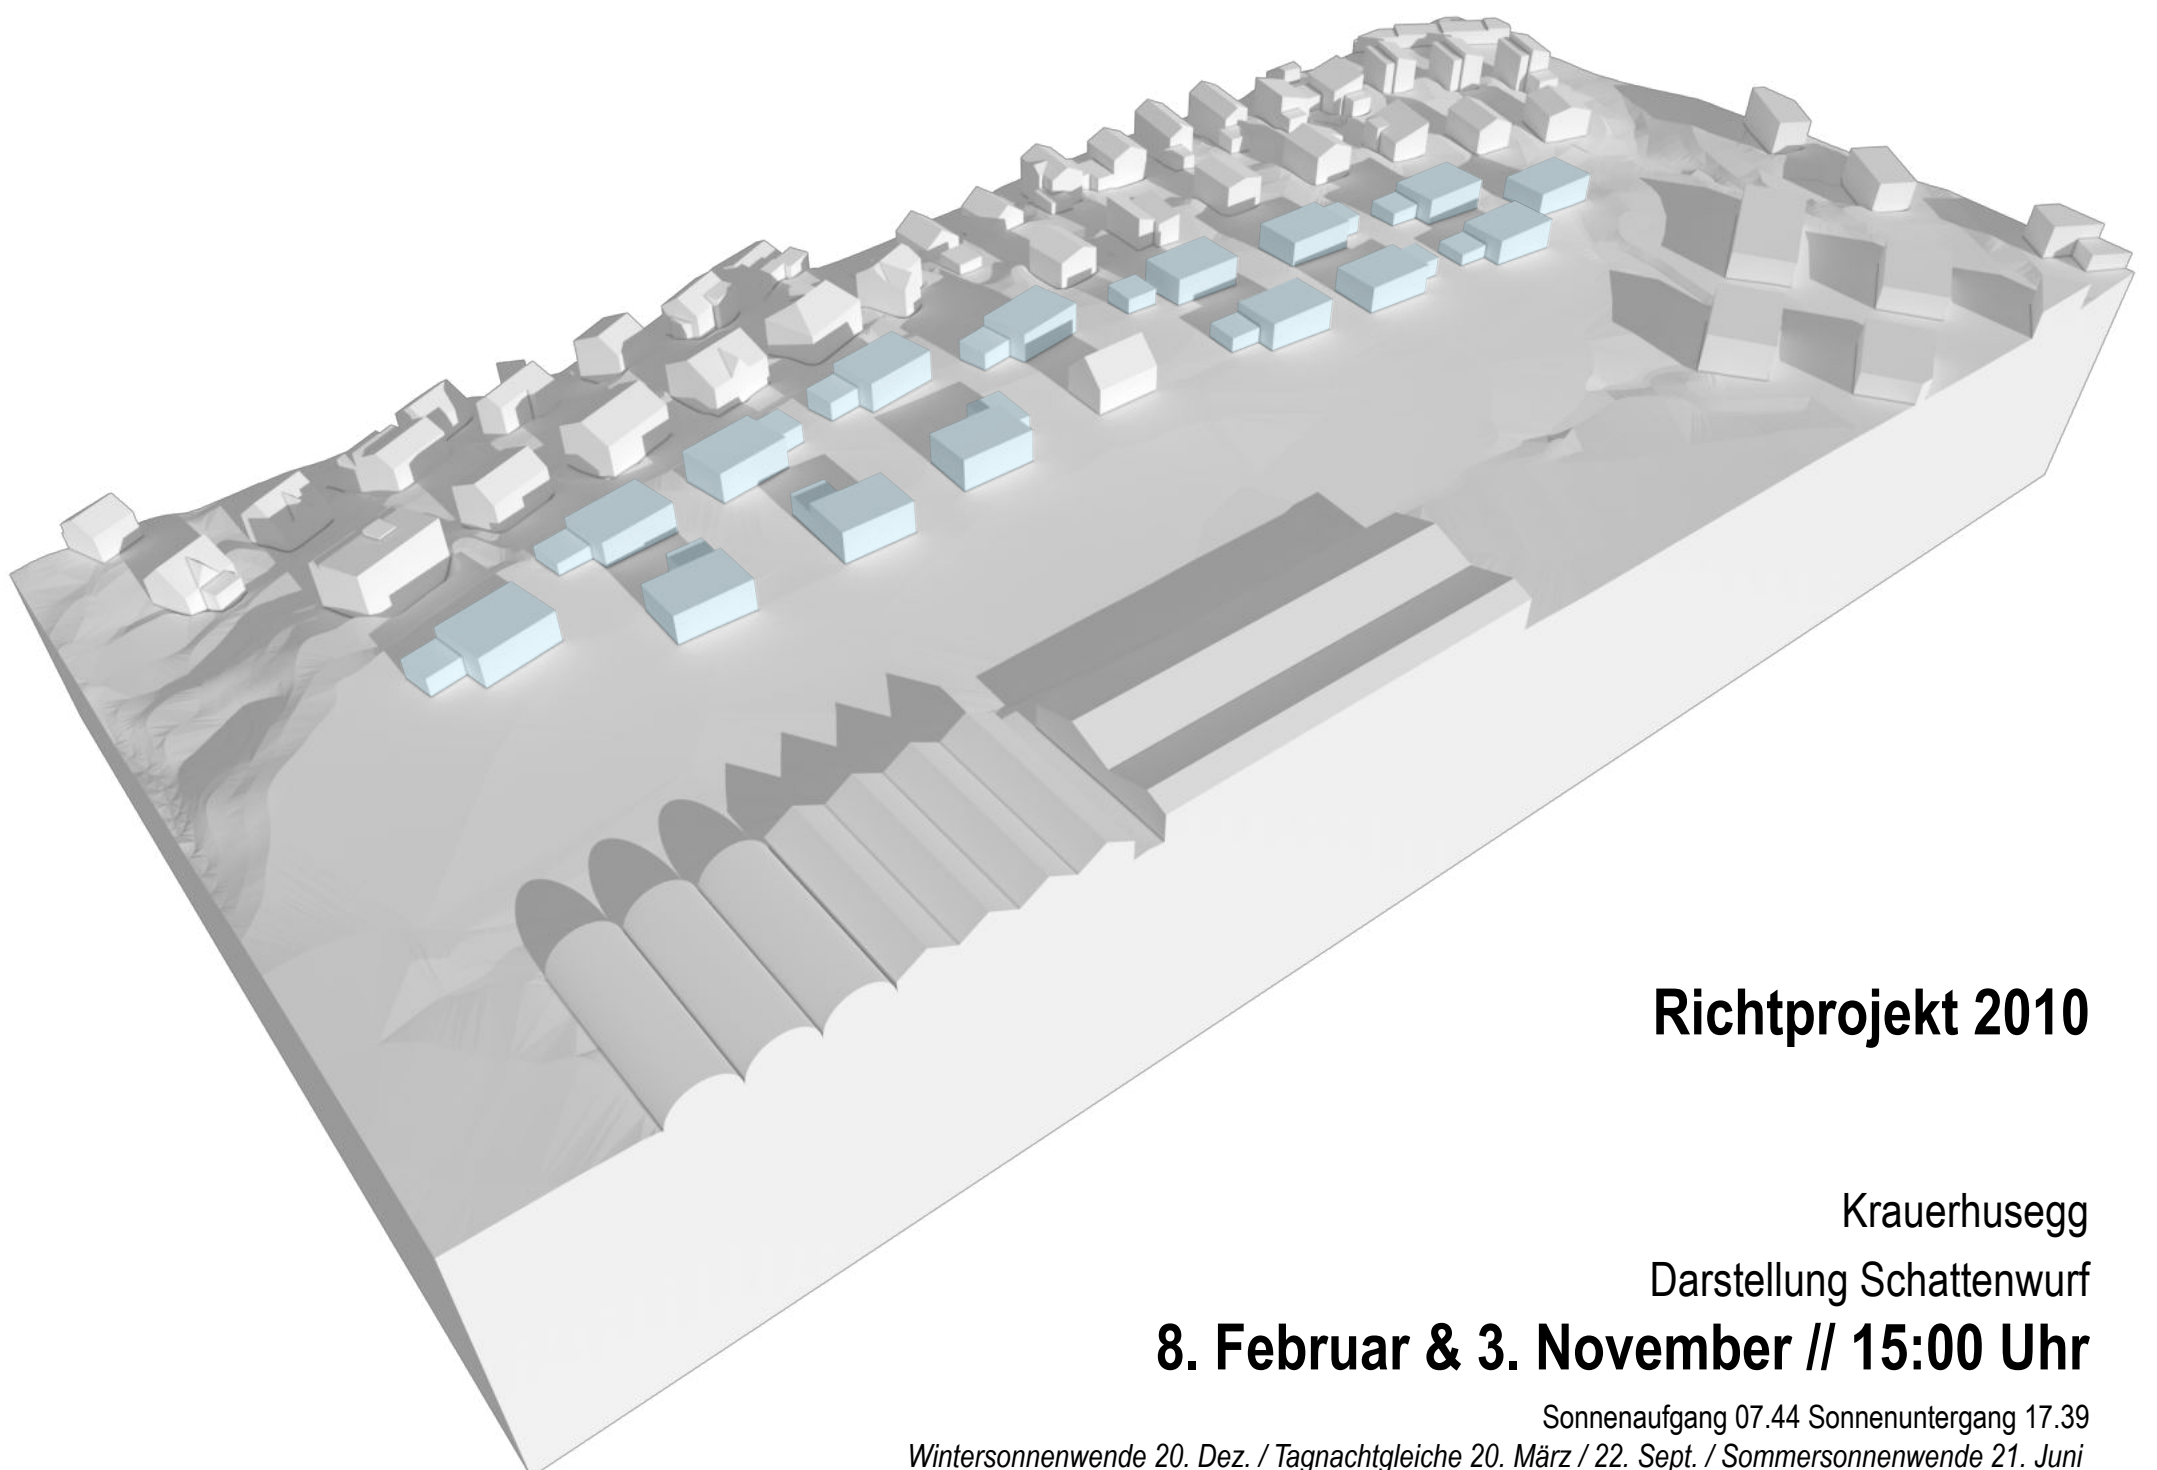 Richtprojekt 2010
Krauerhusegg
Darstellung Schattenwurf
8. Februar & 3. November // 15:00 Uhr
Sonnenaufgang 07.44 Sonnenuntergang 17.39
Wintersonnenwende 20. Dez. / Tagnachtgleiche 20. März / 22. Sept. / Sommersonnenwende 21. Juni